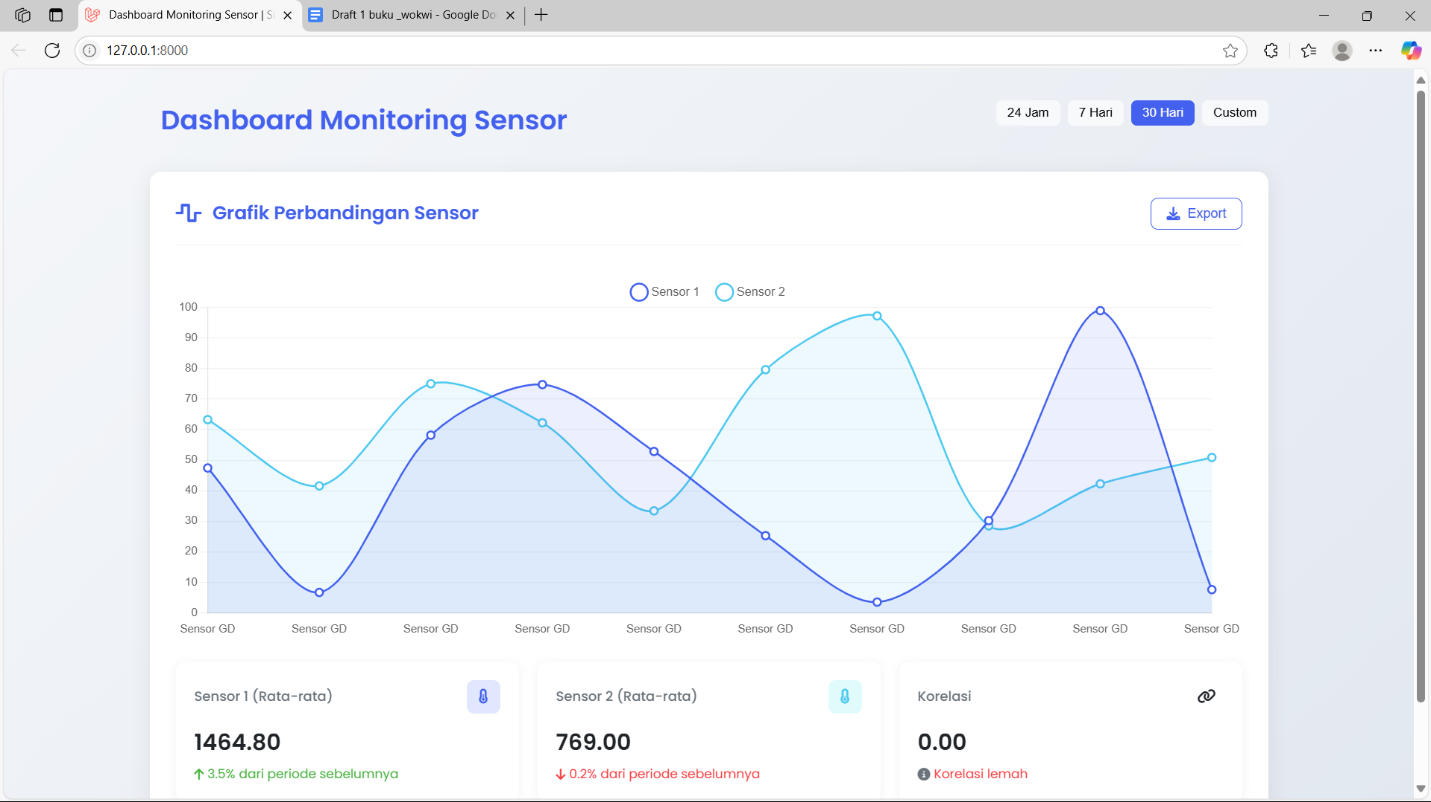 Dashboard Monitoring Sensor | S
Draft 1 buku _wokwi - Google Do
127.0.0.1:8000
Dashboard Monitoring Sensor
24 Jam 7 Hari 30 Hari Custom
Grafik Perbandingan Sensor
Export
Sensor 1 Sensor 2
100
90
80
70
60
50
40
30
20
10
0
Sensor GD Sensor GD Sensor GD Sensor GD Sensor GD Sensor GD Sensor GD Sensor GD Sensor GD Sensor GD
Sensor 1 (Rata-rata)
1464.80
3.5% dari periode sebelumnya
Sensor 2 (Rata-rata)
769.00
0.2% dari periode sebelumnya
Korelasi
0.00
Korelasi lemah